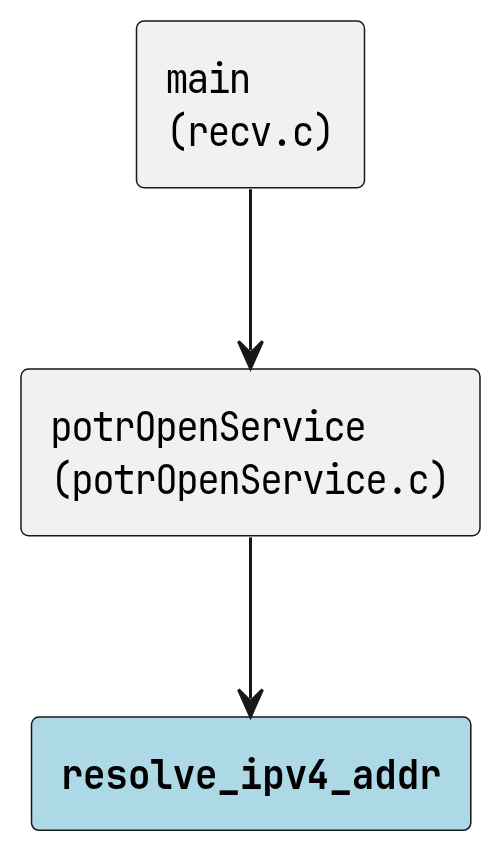 main
(recv.c)
potrOpenService
(potrOpenService.c)
resolve_ipv4_addr